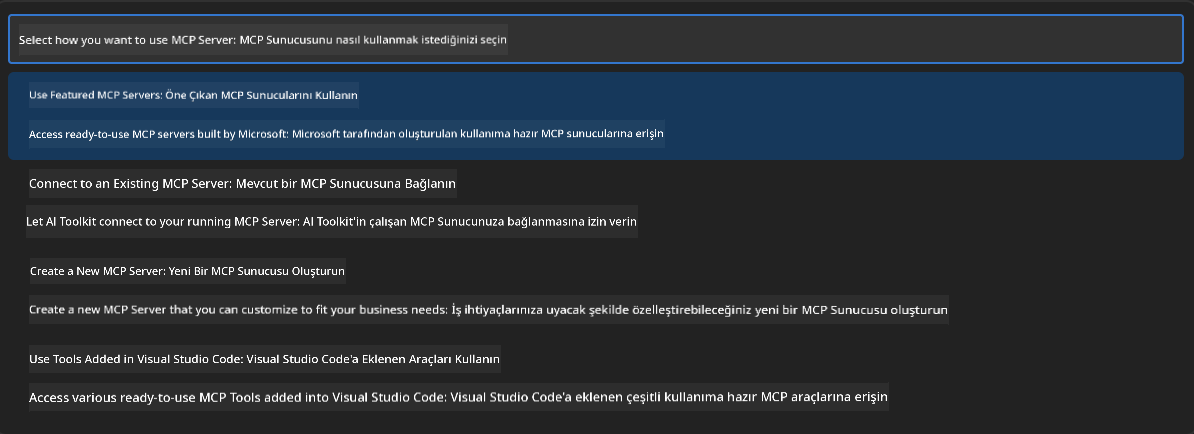 Select how you want to use MCP Server: MCP Sunucusunu nasıl kullanmak istediğinizi seçin
Use Featured MCP Servers: Öne Çıkan MCP Sunucularını Kullanın
Access ready-to-use MCP servers built by Microsoft: Microsoft tarafından oluşturulan kullanıma hazır MCP sunucularına erişin
Connect to an Existing MCP Server: Mevcut bir MCP Sunucusuna Bağlanın
Let AI Toolkit connect to your running MCP Server: AI Toolkit'in çalışan MCP Sunucunuza bağlanmasına izin verin
Create a New MCP Server: Yeni Bir MCP Sunucusu Oluşturun
Create a new MCP Server that you can customize to fit your business needs: İş ihtiyaçlarınıza uyacak şekilde özelleştirebileceğiniz yeni bir MCP Sunucusu oluşturun
Use Tools Added in Visual Studio Code: Visual Studio Code'a Eklenen Araçları Kullanın
Access various ready-to-use MCP Tools added into Visual Studio Code: Visual Studio Code'a eklenen çeşitli kullanıma hazır MCP araçlarına erişin